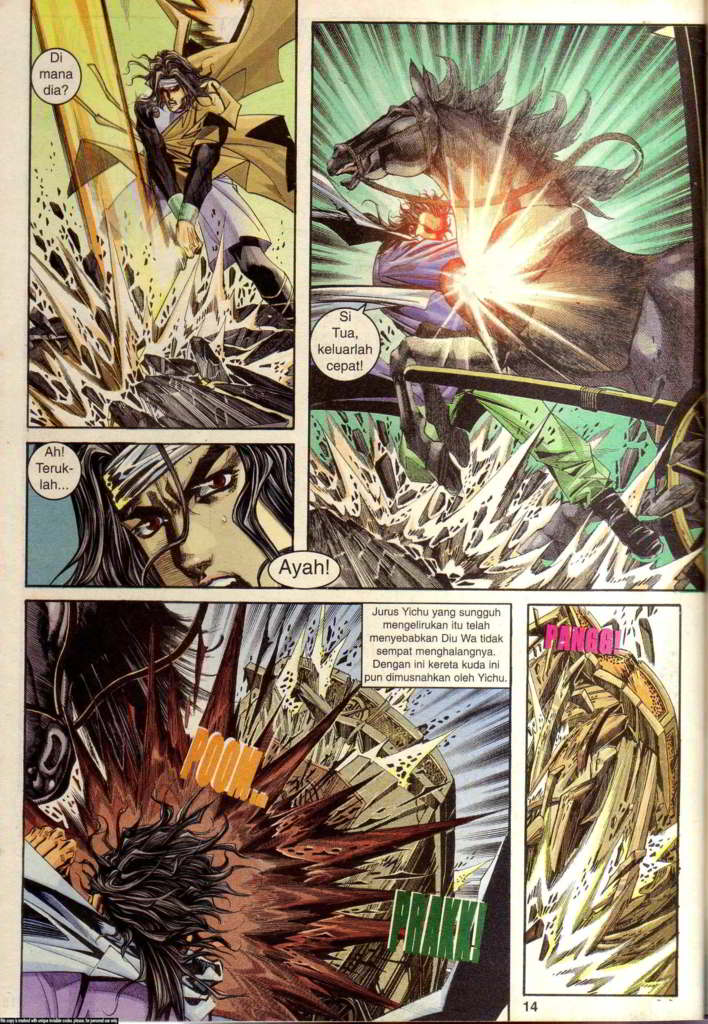 Di
mana
dia?
Si
Tua,
keluarlah
cepat!
Ah!
Teruk-
lah...
Ayah!
Jurus Yichu yang sungguh
mengelirukan itu telah
menyebabkan Diu Wa tidak
sempat menghalangnya.
Dengan ini kereta kuda ini
pun dimusnahkan oleh Yichu.
POOM...
PRAKK!
PANGG!
14